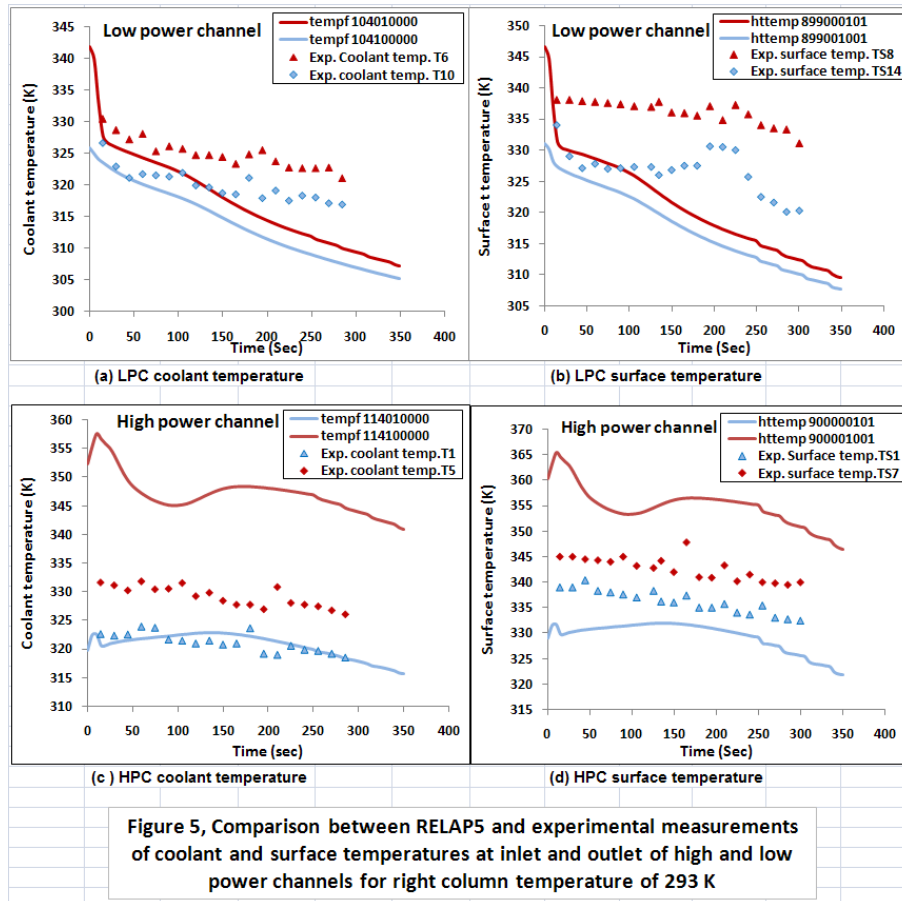 Low power channel
tempf 104010000
tempf 104100000
Exp. Coolant temp. T6
Exp. coolant temp. T10
345
340
335
330
325
320
315
310
305
300
Coolant temperature (K)
0 50 100 150 200 250 300 350 400
Time (Sec)
(a) LPC coolant temperature
Low power channel
httemp 899000101
httemp 899001001
Exp. surface temp. TS8
Exp. surface temp. TS14
350
345
340
335
330
325
320
315
310
305
Surfacet temperature (K)
0 50 100 150 200 250 300 350 400
Time (Sec)
(b) LPC surface temperature
High power channel
tempf 114010000
tempf 114100000
Exp. coolant temp.T1
Exp. coolant temp.T5
360
355
350
345
340
335
330
325
320
315
310
Coolant temperature (K)
0 50 100 150 200 250 300 350 400
Time (Sec)
(c ) HPC coolant temperature
High power channel
httemp 900000101
httemp 900001001
Exp. Surface temp.TS1
Exp. surface temp.TS7
370
365
360
355
350
345
340
335
330
325
320
315
Surface temperature (K)
0 50 100 150 200 250 300 350 400
Time (Sec)
(d) HPC surface temperature
Figure 5, Comparison between RELAP5 and experimental measurements
of coolant and surface temperatures at inlet and outlet of high and low
power channels for right column temperature of 293 K